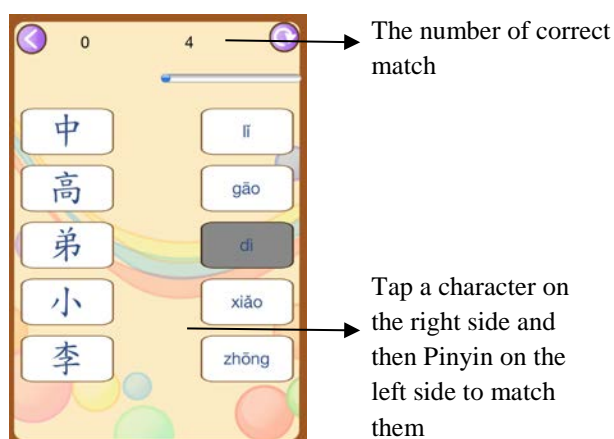 0 4
The number of correct
match
中 lǐ
高 gāo
弟 dì
小 xiǎo
李 zhōng
Tap a character on
the right side and
then Pinyin on the
left side to match
them